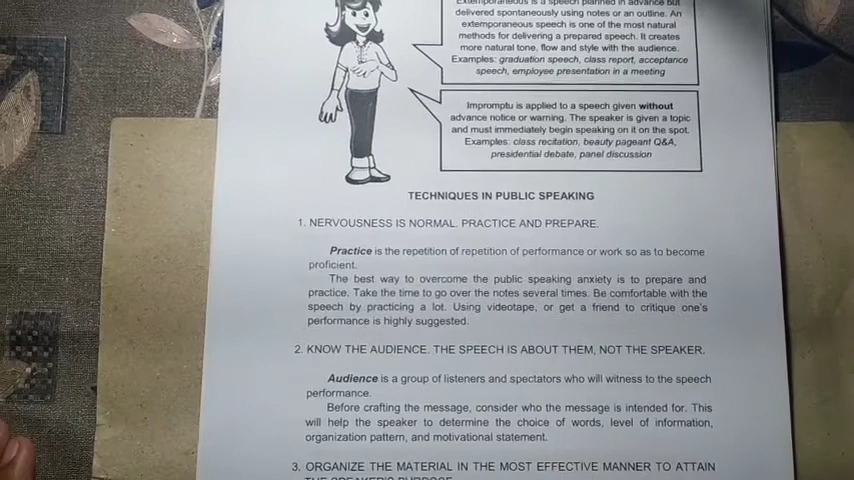 Extemporaneous is a speech planned in advance but
delivered spontaneously using notes or an outline. An
extemporaneous speech is one of the most natural
methods for delivering a prepared speech. It creates
more natural tone, flow and style with the audience.
Examples: graduation speech, class report, acceptance
speech, employee presentation in a meeting
Impromptu is applied to a speech given without
advance notice or warning. The speaker is given a topic
and must immediately begin speaking on it on the spot.
Examples: class recitation, beauty pageant Q&A,
presidential debate, panel discussion
TECHNIQUES IN PUBLIC SPEAKING
1. NERVOUSNESS IS NORMAL. PRACTICE AND PREPARE.
Practice is the repetition of repetition of performance or work so as to become
proficient.
The best way to overcome the public speaking anxiety is to prepare and
practice. Take the time to go over the notes several times. Be comfortable with the
speech by practicing a lot. Using videotape, or get a friend to critique one's
performance is highly suggested.
2. KNOW THE AUDIENCE. THE SPEECH IS ABOUT THEM, NOT THE SPEAKER.
Audience is a group of listeners and spectators who will witness to the speech
performance.
Before crafting the message, consider who the message is intended for. This
will help the speaker to determine the choice of words, level of information,
organization pattern, and motivational statement.
3. ORGANIZE THE MATERIAL IN THE MOST EFFECTIVE MANNER TO ATTAIN
THE SPEAKER'S PURPOSE.